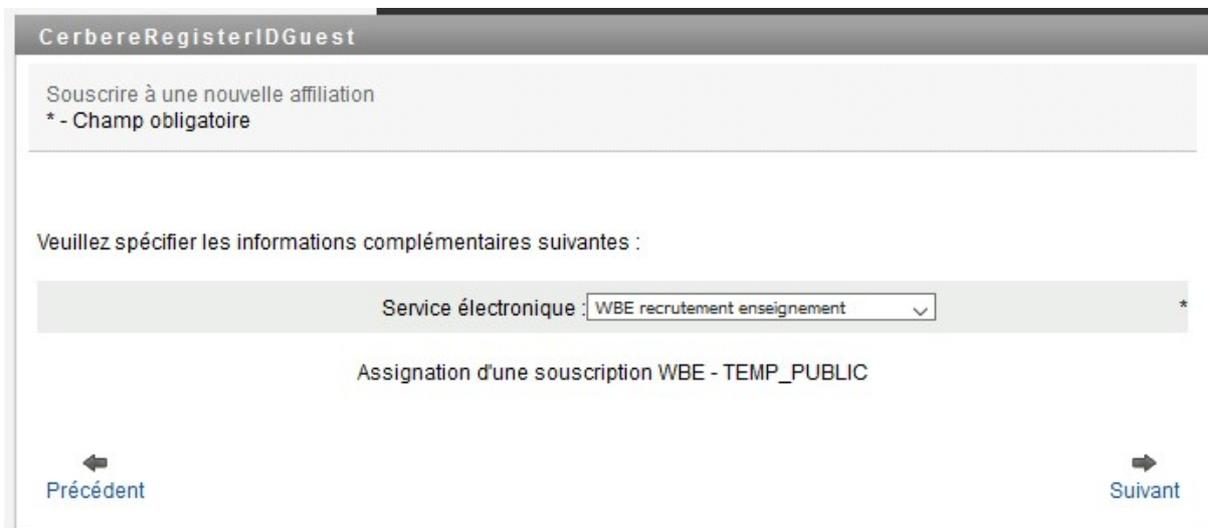 CerbereRegisterIDGuest
Souscrire à une nouvelle affiliation
* - Champ obligatoire
Veuillez spécifier les informations complémentaires suivantes :
Service électronique : WBE recrutement enseignement *
Assignation d'une souscription WBE - TEMP_PUBLIC
Précédent Suivant